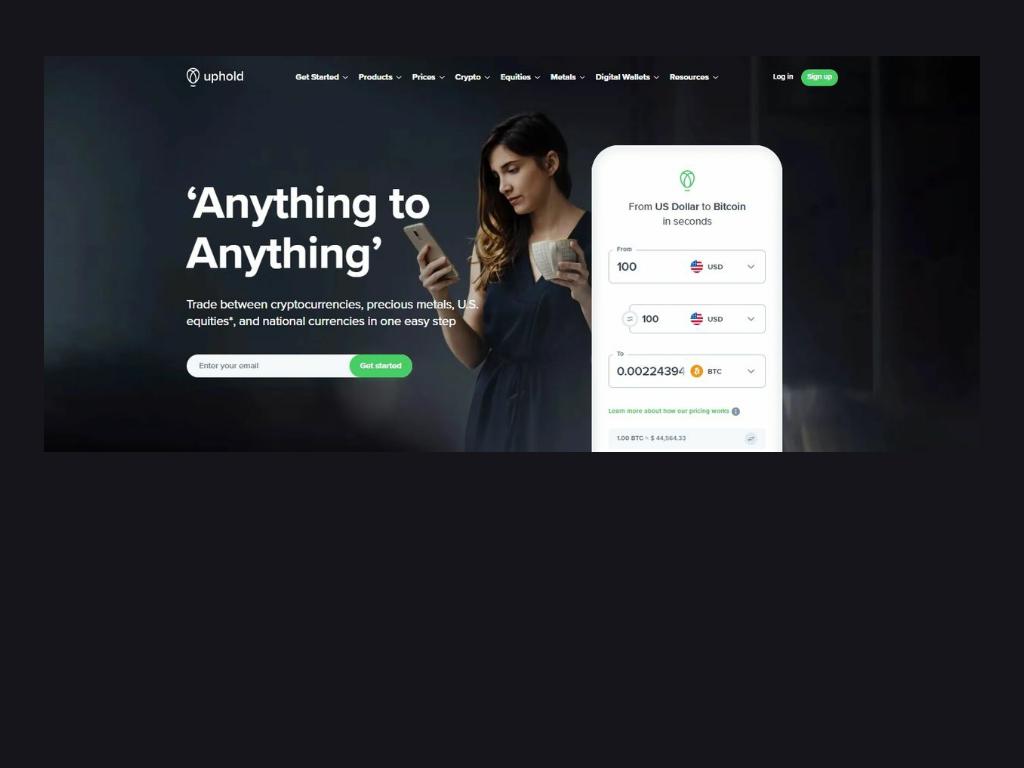 uphold
Get Started Products Prices Crypto Equities Metals Digital Wallets Resources Log in Sign up
‘Anything to
Anything’
Trade between cryptocurrencies, precious metals, U.S.
equities*, and national currencies in one easy step
Enter your email Get started
From US Dollar to Bitcoin
in seconds
From
100 USD
100 USD
To
0.00224394 BTC
Learn more about how our pricing works
1.00 BTC ≈ $ 44,564.33